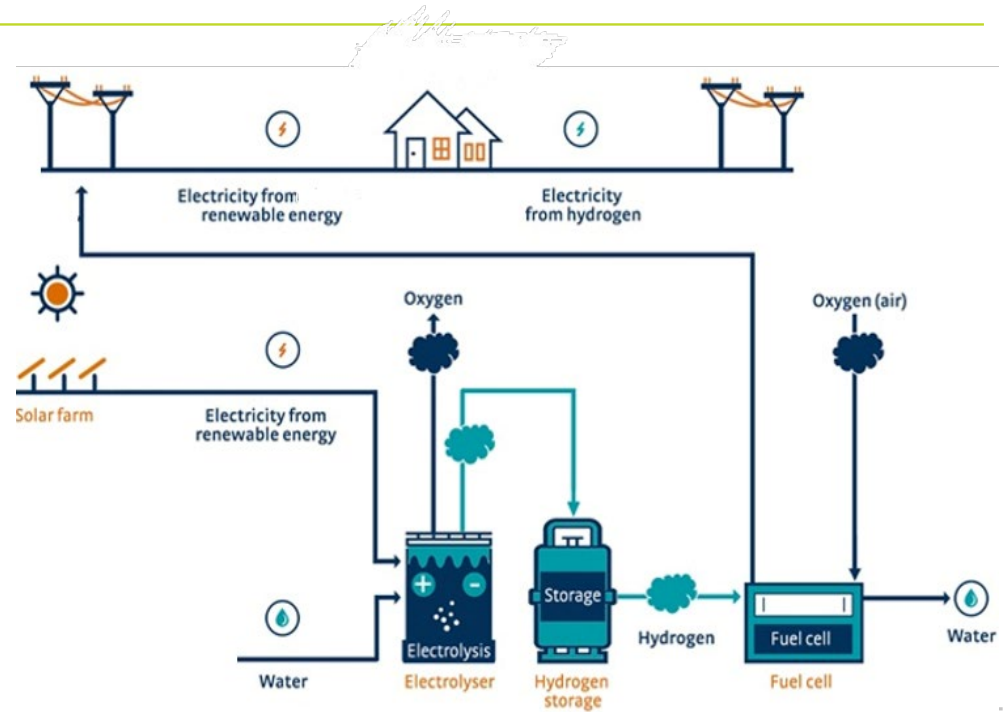 Electricity from
renewable energy
Electricity
from hydrogen
Oxygen
Oxygen (air)
Solar farm
Electricity from
renewable energy
+
-
Storage
Hydrogen
Fuel cell
Water
Electrolysis
Water
Electrolyser
Hydrogen
storage
Fuel cell